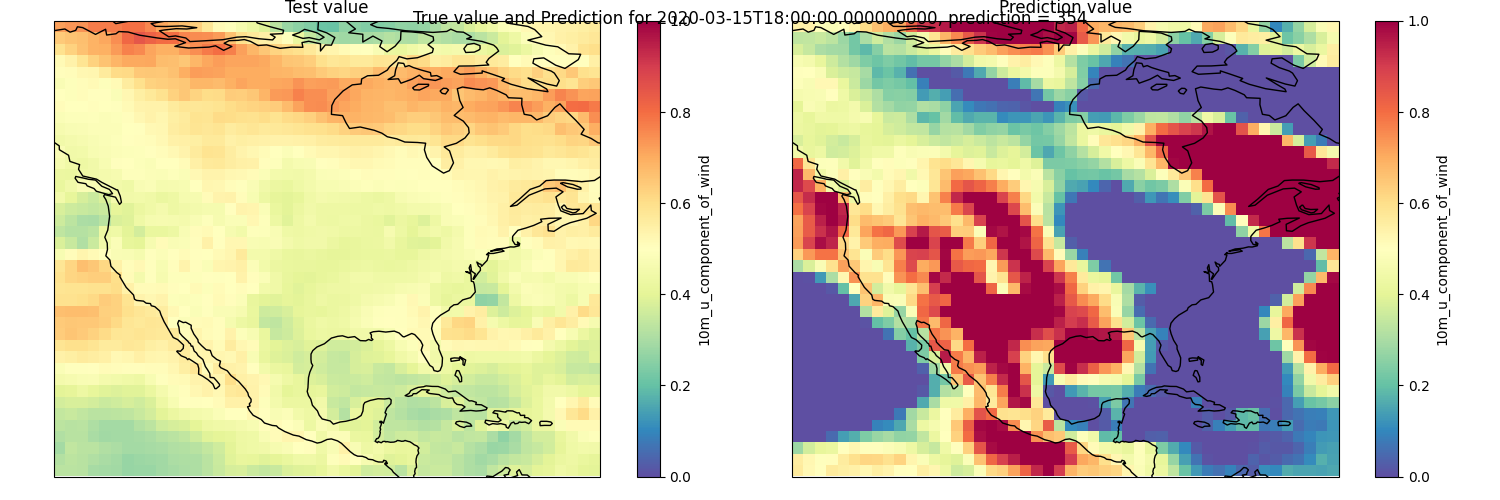 Test value
Prediction value
True value and Prediction for 2020-03-15T18:00:00.000000000, prediction = 354
1.0
0.8
0.6
0.4
0.2
0.0
10m_u_component_of_wind
1.0
0.8
0.6
0.4
0.2
0.0
10m_u_component_of_wind